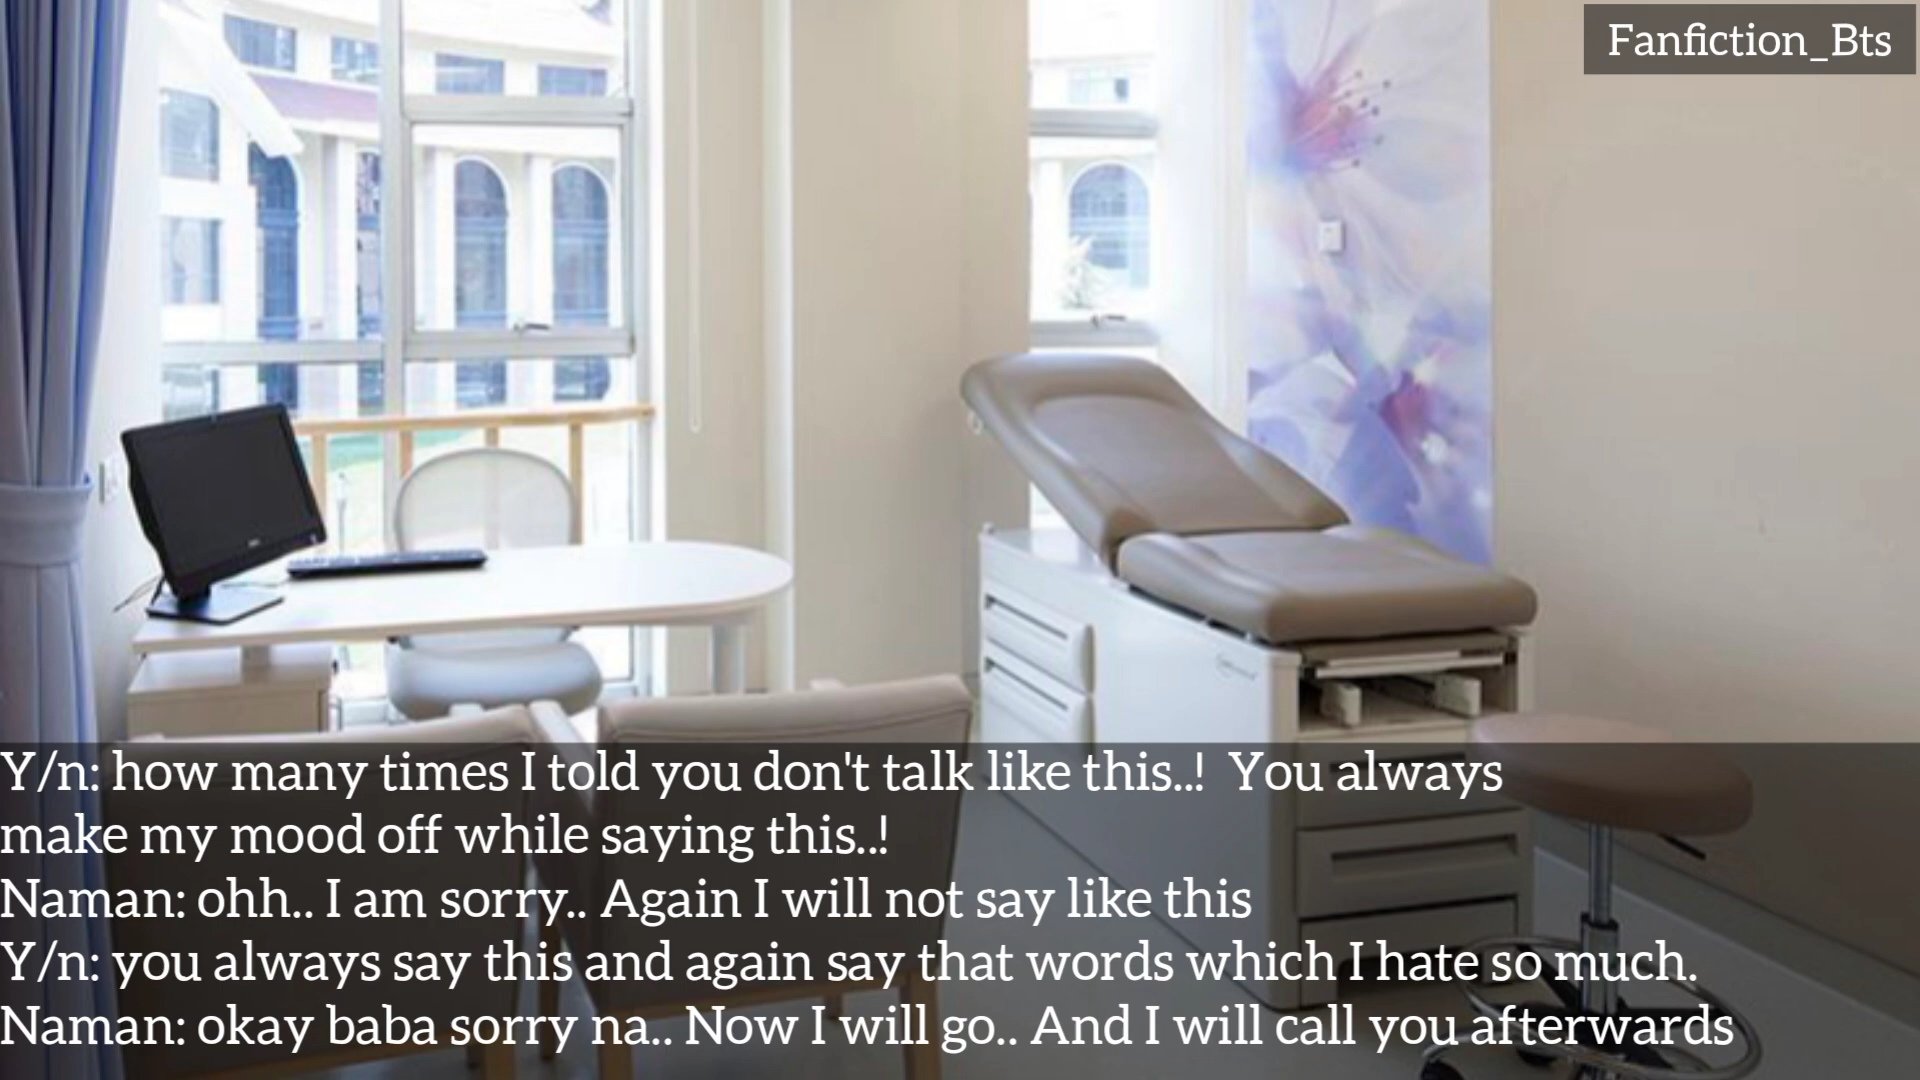 Fanfiction_Bts
Y/n: how many times I told you don't talk like this..!  You always
make my mood off while saying this..!
Naman: ohh.. I am sorry.. Again I will not say like this
Y/n: you always say this and again say that words which I hate so much.
Naman: okay baba sorry na.. Now I will go.. And I will call you afterwards